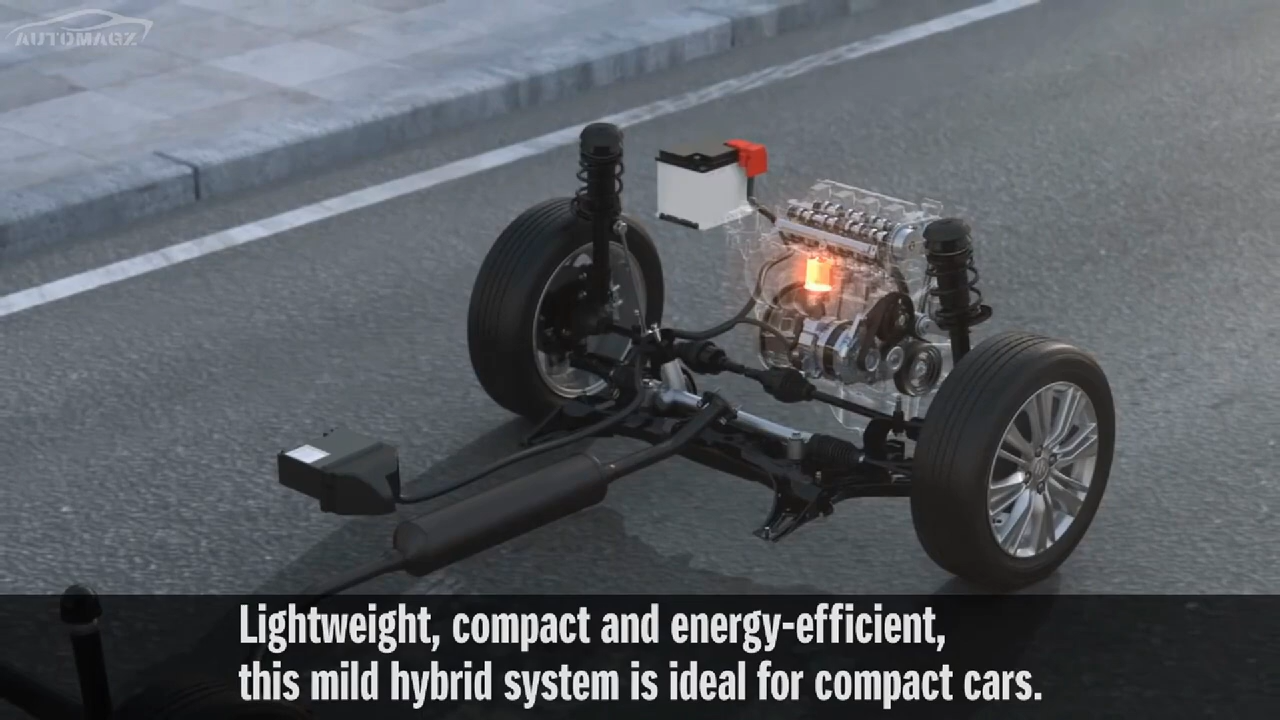 AUTOMAGZ
Lightweight, compact and energy-efficient,
this mild hybrid system is ideal for compact cars.